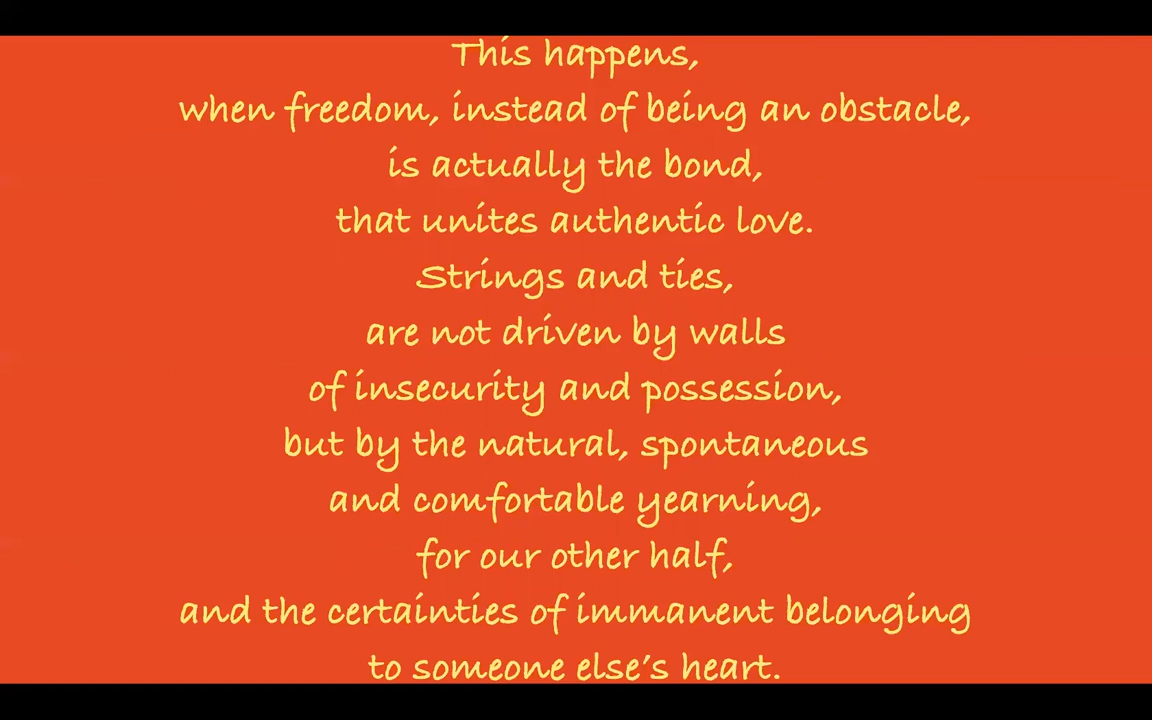 This happens,
when freedom, instead of being an obstacle,
is actually the bond,
that unites authentic love.
Strings and ties,
are not driven by walls
of insecurity and possession,
but by the natural, spontaneous
and comfortable yearning,
for our other half,
and the certainties of immanent belonging
to someone else's heart.